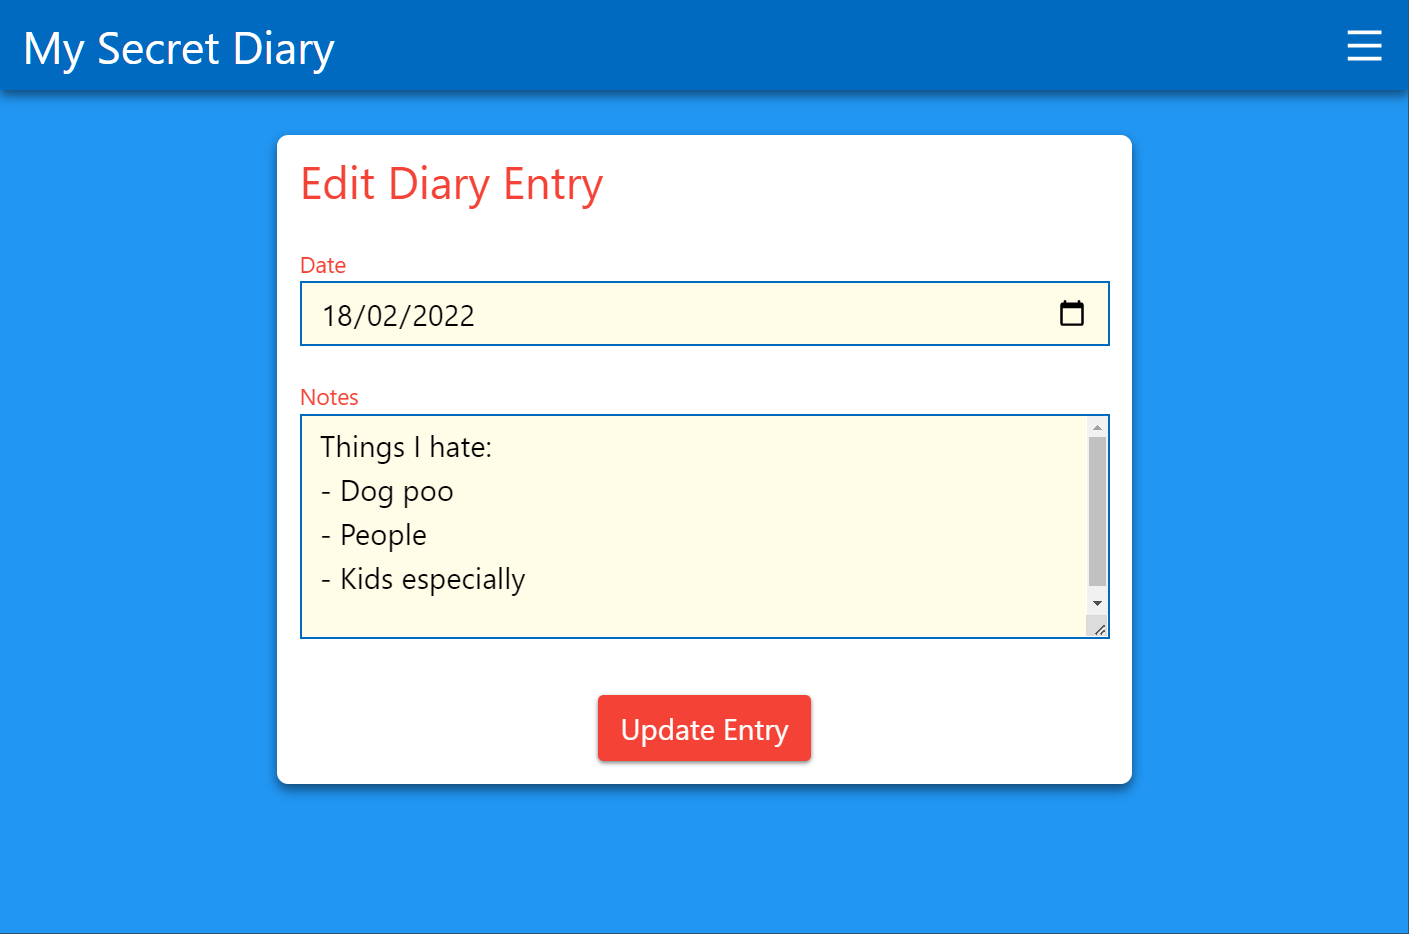 My Secret Diary
Edit Diary Entry
Date
18/02/2022
Notes
Things I hate:
- Dog poo
- People
- Kids especially
Update Entry